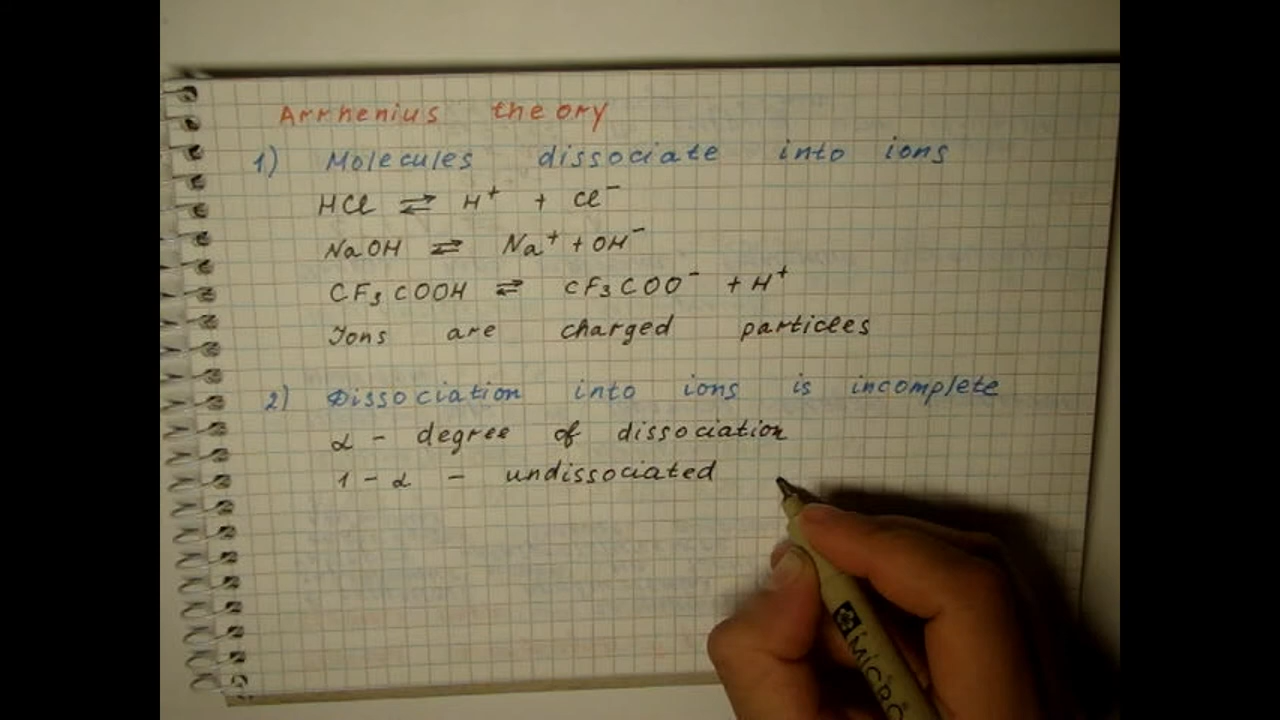 Arrhenius theory
1) Molecules dissociate into ions
HCl ⇄ H⁺ + Cl⁻
NaOH ⇄ Na⁺ + OH⁻
CF₃COOH ⇄ CF₃COO⁻ + H⁺
Ions are charged particles
2) Dissociation into ions is incomplete
α - degree of dissociation
1 - α - undissociated
MICRO